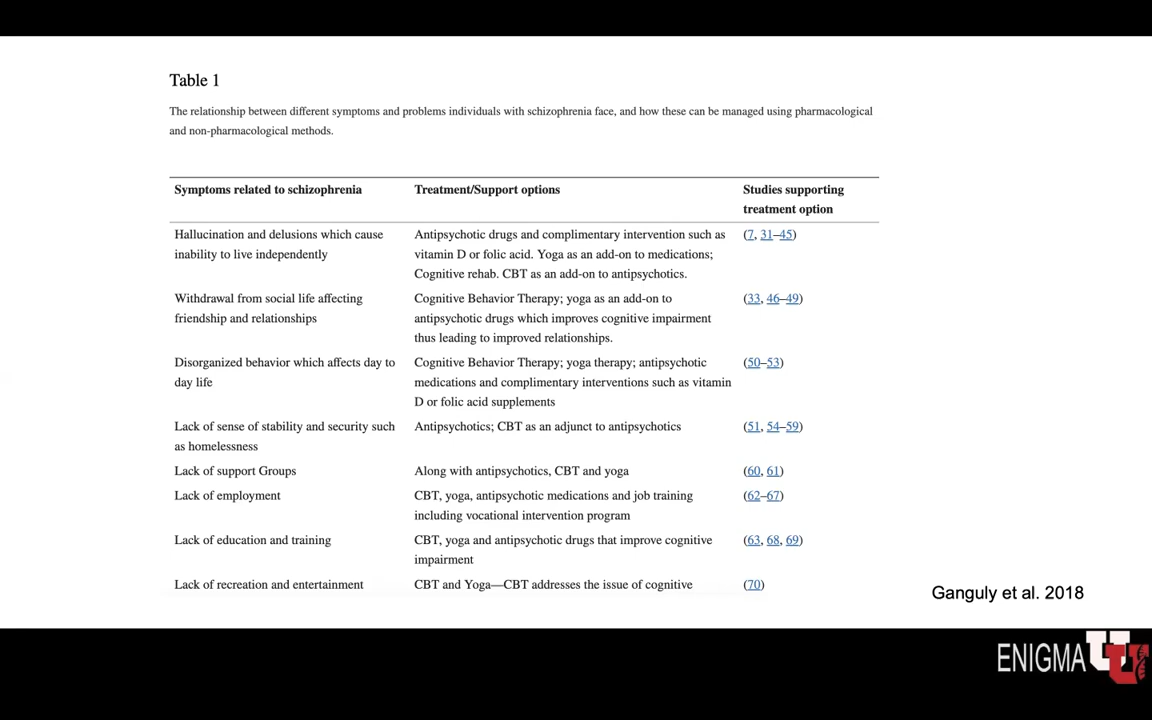 Table 1
The relationship between different symptoms and problems individuals with schizophrenia face, and how these can be managed using pharmacological
and non-pharmacological methods.
Symptoms related to schizophrenia
Treatment/Support options
Studies supporting
treatment option
Hallucination and delusions which cause
inability to live independently
Antipsychotic drugs and complimentary intervention such as
vitamin D or folic acid. Yoga as an add-on to medications;
Cognitive rehab. CBT as an add-on to antipsychotics.
(7, 31–45)
Withdrawal from social life affecting
friendship and relationships
Cognitive Behavior Therapy; yoga as an add-on to
antipsychotic drugs which improves cognitive impairment
thus leading to improved relationships.
(33, 46–49)
Disorganized behavior which affects day to
day life
Cognitive Behavior Therapy; yoga therapy; antipsychotic
medications and complimentary interventions such as vitamin
D or folic acid supplements
(50–53)
Lack of sense of stability and security such
as homelessness
Antipsychotics; CBT as an adjunct to antipsychotics
(51, 54–59)
Lack of support Groups
Along with antipsychotics, CBT and yoga
(60, 61)
Lack of employment
CBT, yoga, antipsychotic medications and job training
including vocational intervention program
(62–67)
Lack of education and training
CBT, yoga and antipsychotic drugs that improve cognitive
impairment
(63, 68, 69)
Lack of recreation and entertainment
CBT and Yoga—CBT addresses the issue of cognitive
(70)
Ganguly et al. 2018
ENIGMA U